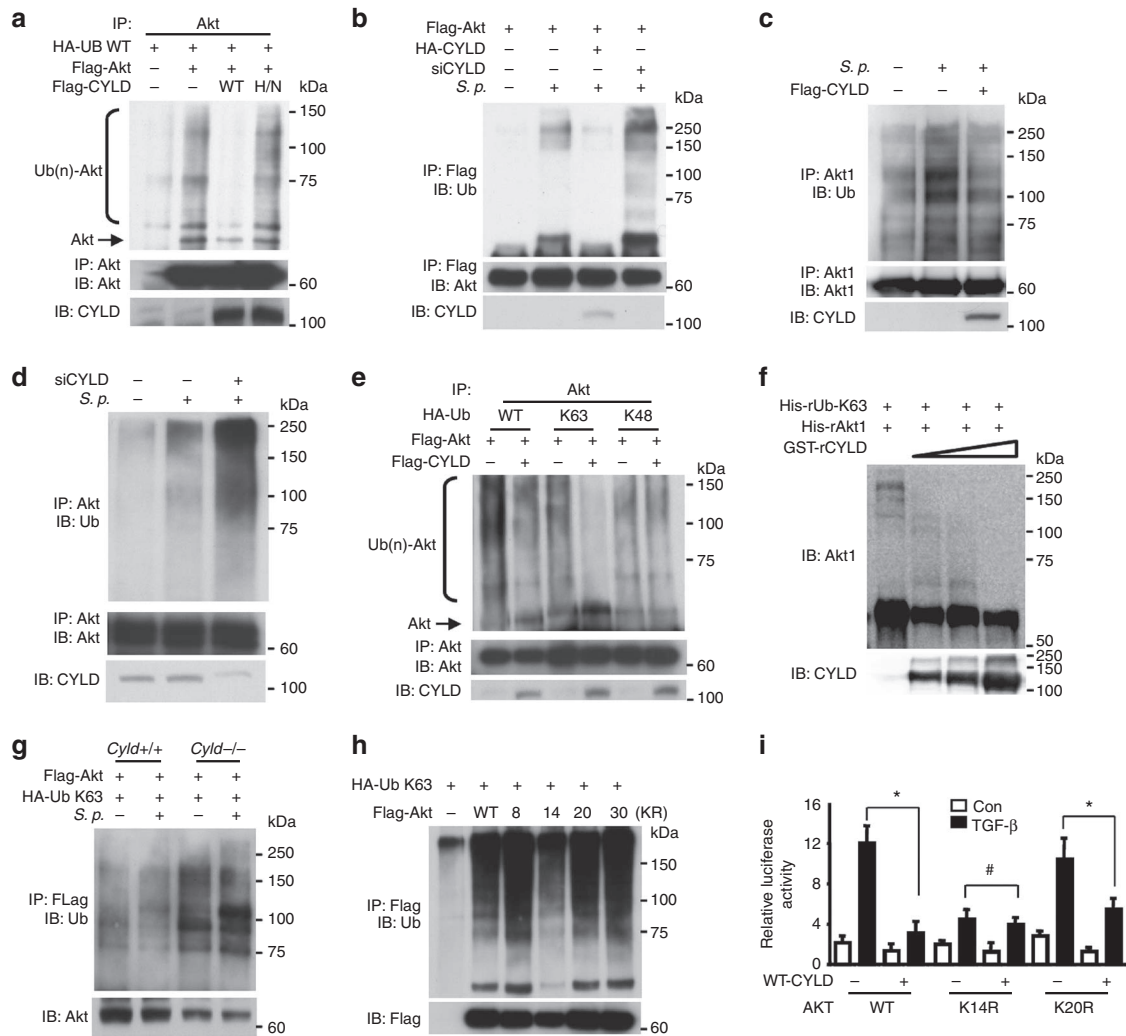 a
IP: Akt
HA-UB WT + + + +
Flag-Akt – + + +
Flag-CYLD – – WT H/N kDa
150
100
75
Ub(n)-Akt
Akt
IP: Akt
IB: Akt
60
IB: CYLD
100
b
Flag-Akt + + + +
HA-CYLD – – + –
siCYLD – – – +
S. p. – + + +
kDa
250
150
100
75
IP: Flag
IB: Ub
IP: Flag
IB: Akt
60
IB: CYLD
100
c
S. p. – + +
Flag-CYLD – – +
kDa
250
150
100
75
IP: Akt1
IB: Ub
IP: Akt1
IB: Akt1
60
IB: CYLD
100
d
siCYLD – – +
S. p. – + +
kDa
250
150
100
75
IP: Akt
IB: Ub
IP: Akt
IB: Akt
60
IB: CYLD
100
e
IP: Akt
HA-Ub: WT K63 K48
Flag-Akt + + + + + +
Flag-CYLD – + – + – +
kDa
150
100
75
Ub(n)-Akt
Akt
IP: Akt
IB: Akt
60
IB: CYLD
100
f
His-rUb-K63 + + + +
His-rAkt1 + + + +
GST-rCYLD
kDa
250
150
100
75
IB: Akt1
50
250
150
100
IB: CYLD
g
Cyld+/+ Cyld–/–
Flag-Akt + + + +
HA-Ub K63 + + + +
S. p. – + – +
kDa
250
150
100
75
IP: FLag
IB: Ub
IB: Akt
60
h
HA-Ub K63 + + + + + +
Flag-Akt – WT 8 14 20 30 (KR)
kDa
150
100
75
IP: Flag
IB: Ub
IB: Flag
60
i
Relative luciferase
activity
16
12
8
4
0
Con
TGF-β
* # *
WT-CYLD – + – + – +
AKT WT K14R K20R